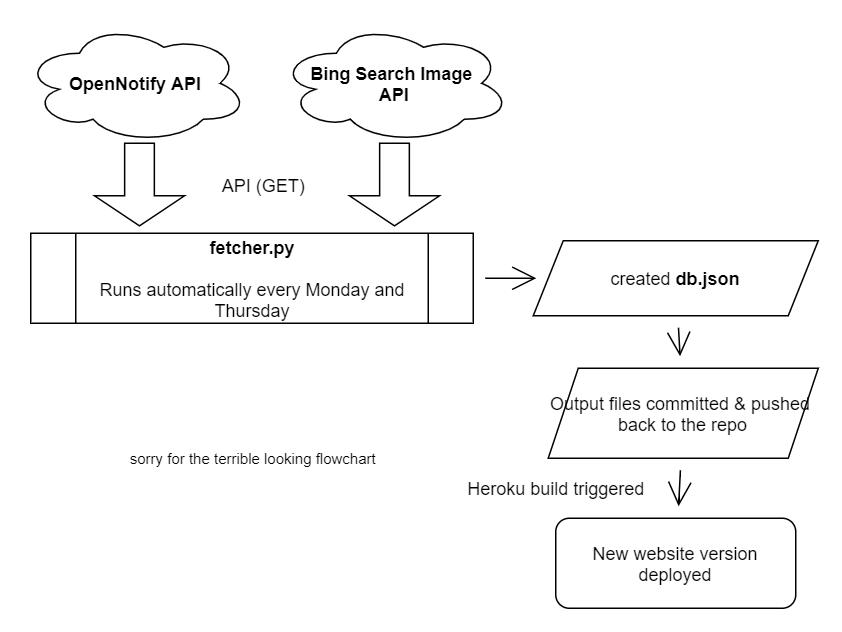 OpenNotify API
Bing Search Image
API
API (GET)
fetcher.py
Runs automatically every Monday and
Thursday
created db.json
Output files committed & pushed
back to the repo
sorry for the terrible looking flowchart
Heroku build triggered
New website version
deployed